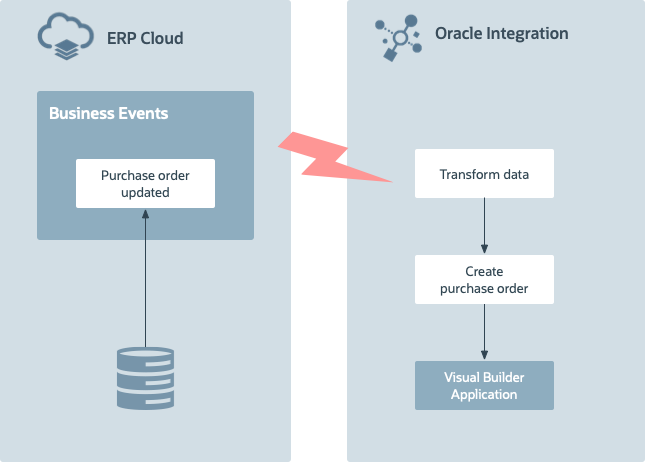 ERP Cloud
Business Events
Purchase order
updated
Oracle Integration
Transform data
Create
purchase order
Visual Builder
Application